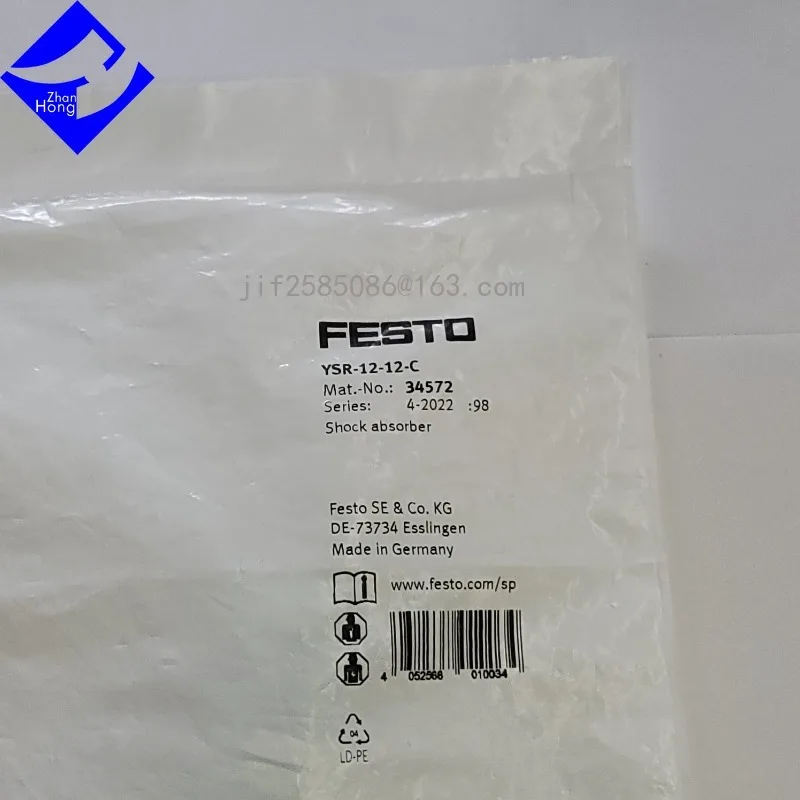 Zhan
Hong
jif2585086@163.com
FESTO
YSR-12-12-C
Mat.-No.: 34572
Series: 4-2022 :98
Shock absorber
Festo SE & Co. KG
DE-73734 Esslingen
Made in Germany
www.festo.com/sp
4 052568 010034
04
LD-PE